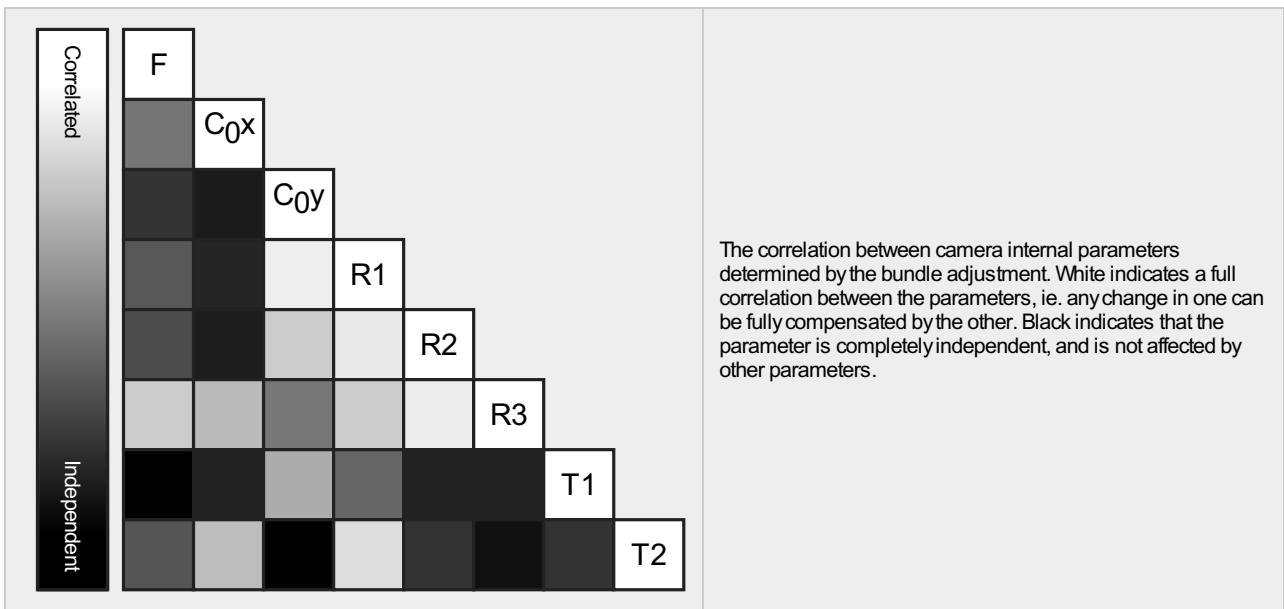 Correlated
Independent
F
C0x
C0y
R1
R2
R3
T1
T2
The correlation between camera internal parameters
determined by the bundle adjustment. White indicates a full
correlation between the parameters, ie. any change in one can
be fully compensated by the other. Black indicates that the
parameter is completely independent, and is not affected by
other parameters.